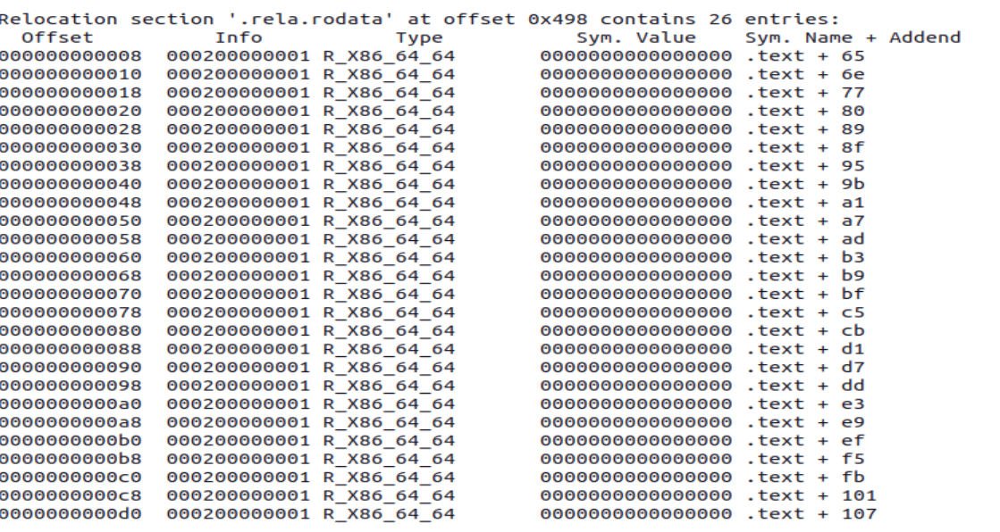 Relocation section '.rela.rodata' at offset 0x498 contains 26 entries:
Offset Info Type Sym. Value Sym. Name + Addend
000000000008 000200000001 R_X86_64_64 0000000000000000 .text + 65
000000000010 000200000001 R_X86_64_64 0000000000000000 .text + 6e
000000000018 000200000001 R_X86_64_64 0000000000000000 .text + 77
000000000020 000200000001 R_X86_64_64 0000000000000000 .text + 80
000000000028 000200000001 R_X86_64_64 0000000000000000 .text + 89
000000000030 000200000001 R_X86_64_64 0000000000000000 .text + 8f
000000000038 000200000001 R_X86_64_64 0000000000000000 .text + 95
000000000040 000200000001 R_X86_64_64 0000000000000000 .text + 9b
000000000048 000200000001 R_X86_64_64 0000000000000000 .text + a1
000000000050 000200000001 R_X86_64_64 0000000000000000 .text + a7
000000000058 000200000001 R_X86_64_64 0000000000000000 .text + ad
000000000060 000200000001 R_X86_64_64 0000000000000000 .text + b3
000000000068 000200000001 R_X86_64_64 0000000000000000 .text + b9
000000000070 000200000001 R_X86_64_64 0000000000000000 .text + bf
000000000078 000200000001 R_X86_64_64 0000000000000000 .text + c5
000000000080 000200000001 R_X86_64_64 0000000000000000 .text + cb
000000000088 000200000001 R_X86_64_64 0000000000000000 .text + d1
000000000090 000200000001 R_X86_64_64 0000000000000000 .text + d7
000000000098 000200000001 R_X86_64_64 0000000000000000 .text + dd
0000000000a0 000200000001 R_X86_64_64 0000000000000000 .text + e3
0000000000a8 000200000001 R_X86_64_64 0000000000000000 .text + e9
0000000000b0 000200000001 R_X86_64_64 0000000000000000 .text + ef
0000000000b8 000200000001 R_X86_64_64 0000000000000000 .text + f5
0000000000c0 000200000001 R_X86_64_64 0000000000000000 .text + fb
0000000000c8 000200000001 R_X86_64_64 0000000000000000 .text + 101
0000000000d0 000200000001 R_X86_64_64 0000000000000000 .text + 107